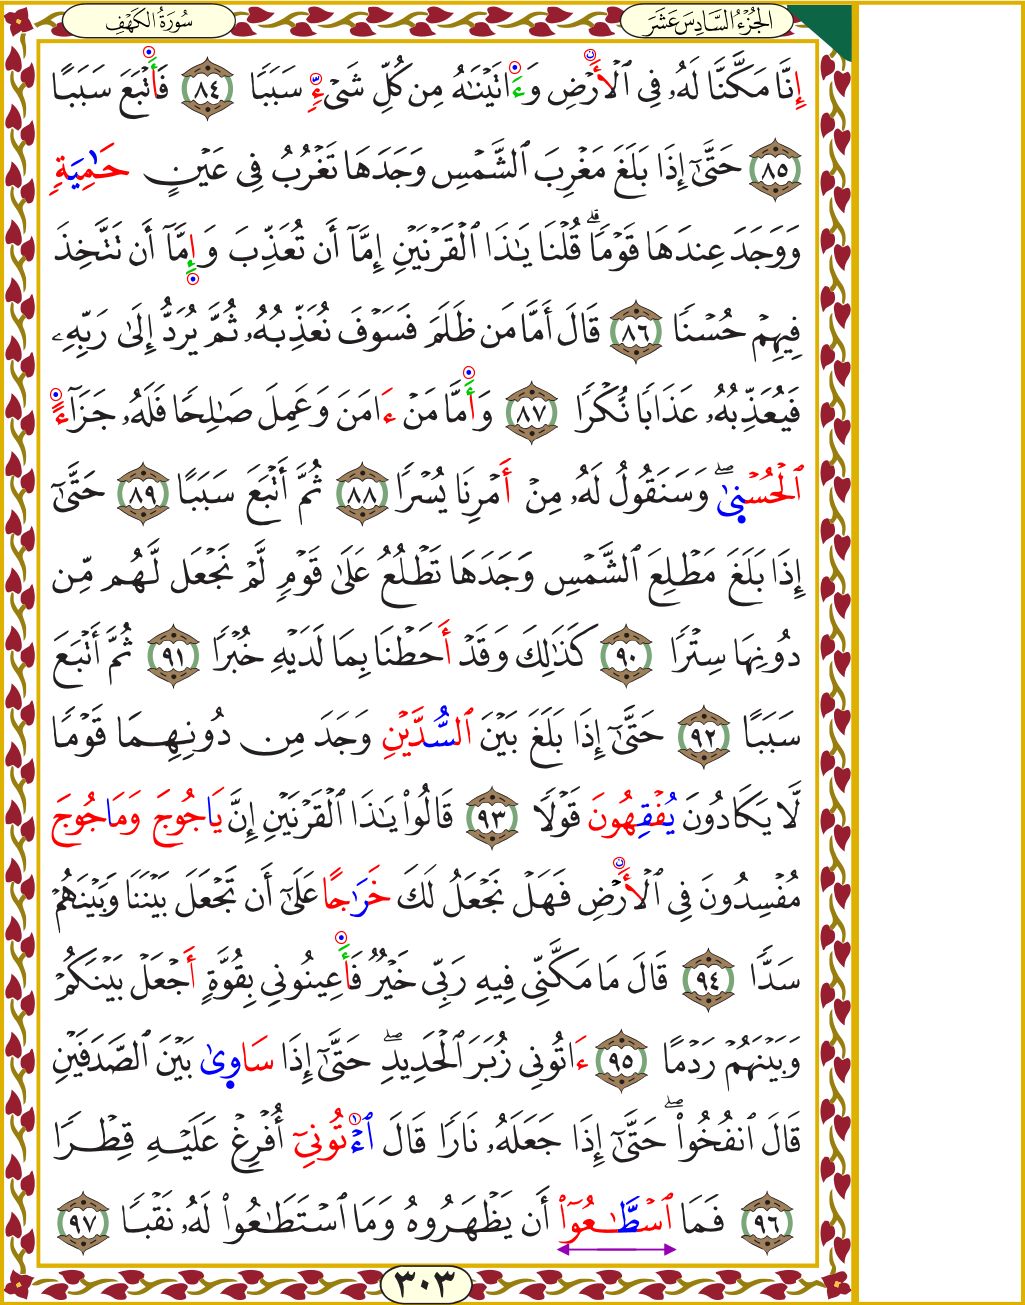 الجُزْءُ السَّادِسَ عَشَرَ
سُورَةُ الكَهْفِ
إِنَّا مَكَّنَّا لَهُۥ فِي ٱلْأَرْضِ وَءَاتَيْنَٰهُ مِن كُلِّ شَىْءٍ سَبَبًا ٨٤ فَأَتْبَعَ سَبَبًا
٨٥ حَتَّىٰٓ إِذَا بَلَغَ مَغْرِبَ ٱلشَّمْسِ وَجَدَهَا تَغْرُبُ فِى عَيْنٍ حَٰمِيَةٍ
وَوَجَدَ عِندَهَا قَوْمًاۗ قُلْنَا يَٰذَا ٱلْقَرْنَيْنِ إِمَّآ أَن تُعَذِّبَ وَإِمَّآ أَن تَتَّخِذَ
فِيهِمْ حُسْنًا ٨٦ قَالَ أَمَّا مَن ظَلَمَ فَسَوْفَ نُعَذِّبُهُۥ ثُمَّ يُرَدُّ إِلَىٰ رَبِّهِۦ
فَيُعَذِّبُهُۥ عَذَابًا نُّكْرًا ٨٧ وَأَمَّا مَنْ ءَامَنَ وَعَمِلَ صَٰلِحًا فَلَهُۥ جَزَآءً
ٱلْحُسْنِىٰۖ وَسَنَقُولُ لَهُۥ مِنْ أَمْرِنَا يُسْرًا ٨٨ ثُمَّ أَتْبَعَ سَبَبًا ٨٩ حَتَّىٰٓ
إِذَا بَلَغَ مَطْلِعَ ٱلشَّمْسِ وَجَدَهَا تَطْلُعُ عَلَىٰ قَوْمٍ لَّمْ نَجْعَل لَّهُم مِّن
دُونِهَا سِتْرًا ٩٠ كَذَٰلِكَ وَقَدْ أَحَطْنَا بِمَا لَدَيْهِ خُبْرًا ٩١ ثُمَّ أَتْبَعَ
سَبَبًا ٩٢ حَتَّىٰٓ إِذَا بَلَغَ بَيْنَ ٱلسُّدَّيْنِ وَجَدَ مِن دُونِهِمَا قَوْمًا
لَّا يَكَادُونَ يُفْقِهُونَ قَوْلًا ٩٣ قَالُوا۟ يَٰذَا ٱلْقَرْنَيْنِ إِنَّ يَاجُوجَ وَمَاجُوجَ
مُفْسِدُونَ فِى ٱلْأَرْضِ فَهَلْ نَجْعَلُ لَكَ خَرَٰجًا عَلَىٰٓ أَن تَجْعَلَ بَيْنَنَا وَبَيْنَهُمْ
سَدًّا ٩٤ قَالَ مَا مَكَّنِّى فِيهِ رَبِّى خَيْرٌ فَأَعِينُونِى بِقُوَّةٍ أَجْعَلْ بَيْنَكُمْ
وَبَيْنَهُمْ رَدْمًا ٩٥ ءَاتُونِى زُبَرَ ٱلْحَدِيدِۖ حَتَّىٰٓ إِذَا سَاوِىٰ بَيْنَ ٱلصَّدَفَيْنِ
قَالَ ٱنفُخُوا۟ۖ حَتَّىٰٓ إِذَا جَعَلَهُۥ نَارًا قَالَ ٱءْتُونِىٓ أُفْرِغْ عَلَيْهِ قِطْرًا
٩٦ فَمَا ٱسْطَّٰعُوٓا۟ أَن يَظْهَرُوهُ وَمَا ٱسْتَطَٰعُوا۟ لَهُۥ نَقْبًا ٩٧
٣٠٣